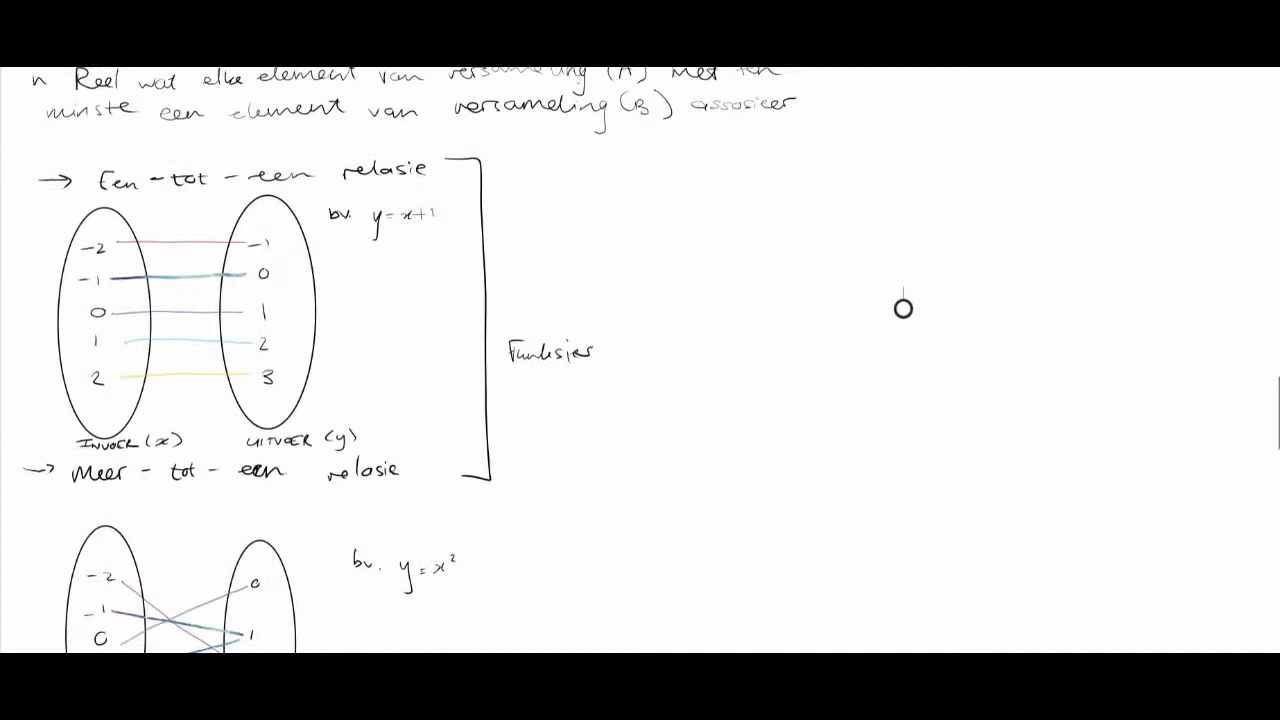 n Reel wat elke element van versameling (A) met ten
minste een element van versameling (B) assosieer
→ Een - tot - een relasie
bv. y = x + 1
-2 -1
-1 0
0 1
1 2
2 3
Funksies
INVOER (x) UITVOER (y)
→ Meer - tot - een relasie
bv. y = x²
-2 0
-1
0 1